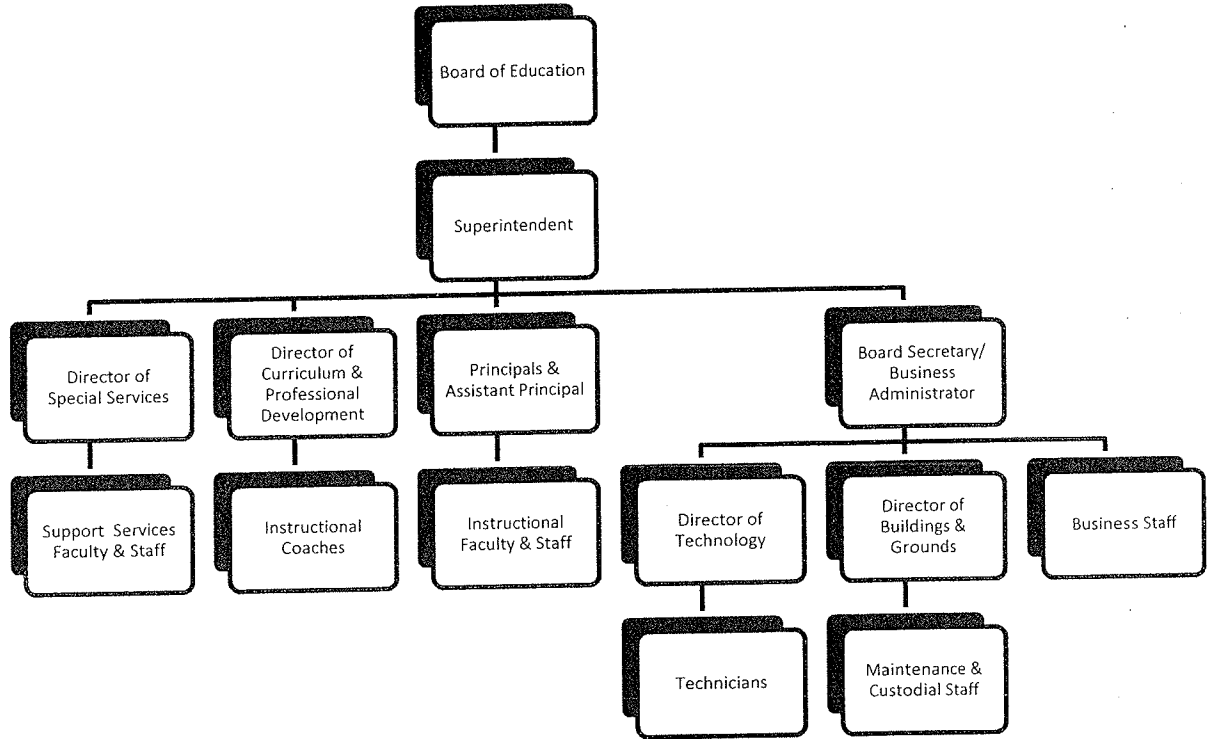 Board of Education
Superintendent
Director of
Special Services
Director of
Curriculum &
Professional
Development
Principals &
Assistant Principal
Board Secretary/
Business
Administrator
Support Services
Faculty & Staff
Instructional
Coaches
Instructional
Faculty & Staff
Director of
Technology
Director of
Buildings &
Grounds
Business Staff
Technicians
Maintenance &
Custodial Staff